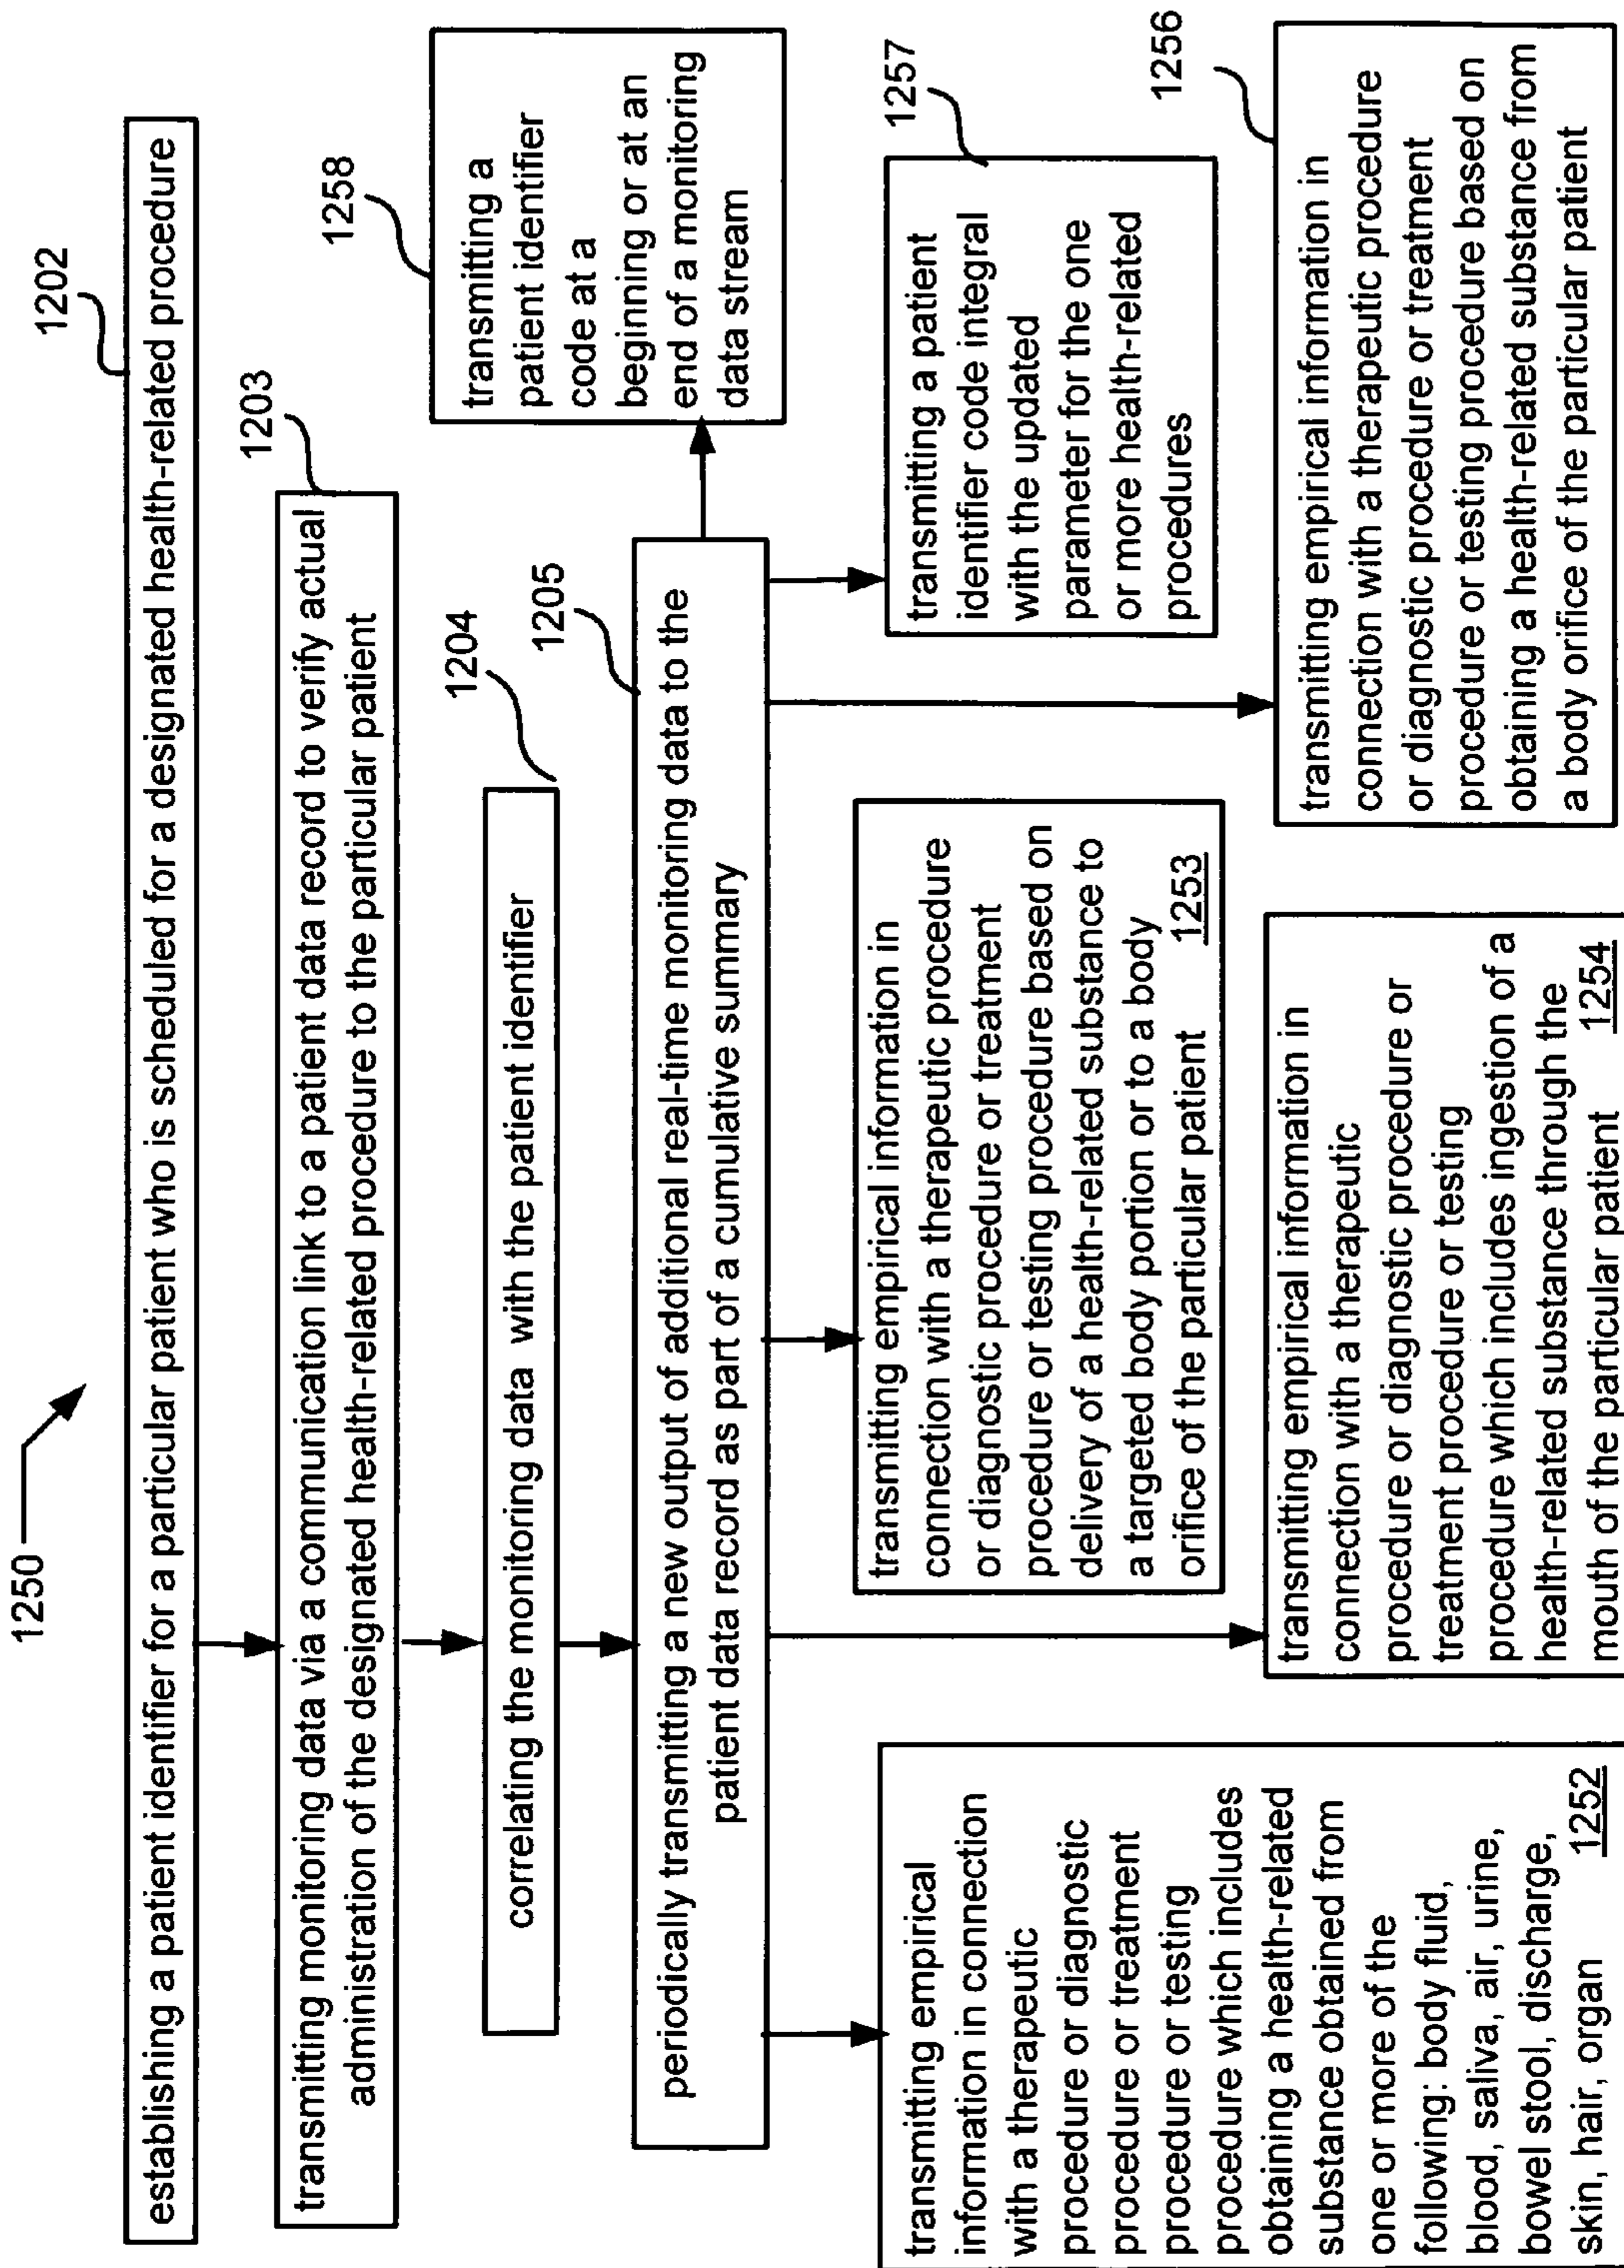 1250
1202
establishing a patient identifier for a particular patient who is scheduled for a designated health-related procedure
1203
transmitting monitoring data via a communication link to a patient data record to verify actual
administration of the designated health-related procedure to the particular patient
1204
correlating the monitoring data with the patient identifier
1205
periodically transmitting a new output of additional real-time monitoring data to the
patient data record as part of a cumulative summary
1258
transmitting a
patient identifier
code at a
beginning or at an
end of a monitoring
data stream
transmitting empirical
information in connection
with a therapeutic
procedure or diagnostic
procedure or treatment
procedure or testing
procedure which includes
obtaining a health-related
substance obtained from
one or more of the
following: body fluid,
blood, saliva, air, urine,
bowel stool, discharge,
skin, hair, organ 1252
transmitting empirical information in
connection with a therapeutic procedure
or diagnostic procedure or treatment
procedure or testing procedure based on
delivery of a health-related substance to
a targeted body portion or to a body
orifice of the particular patient 1253
transmitting empirical information in
connection with a therapeutic
procedure or diagnostic procedure or
treatment procedure or testing
procedure which includes ingestion of a
health-related substance through the
mouth of the particular patient 1254
1257
transmitting a patient
identifier code integral
with the updated
parameter for the one
or more health-related
procedures
1256
transmitting empirical information in
connection with a therapeutic procedure
or diagnostic procedure or treatment
procedure or testing procedure based on
obtaining a health-related substance from
a body orifice of the particular patient